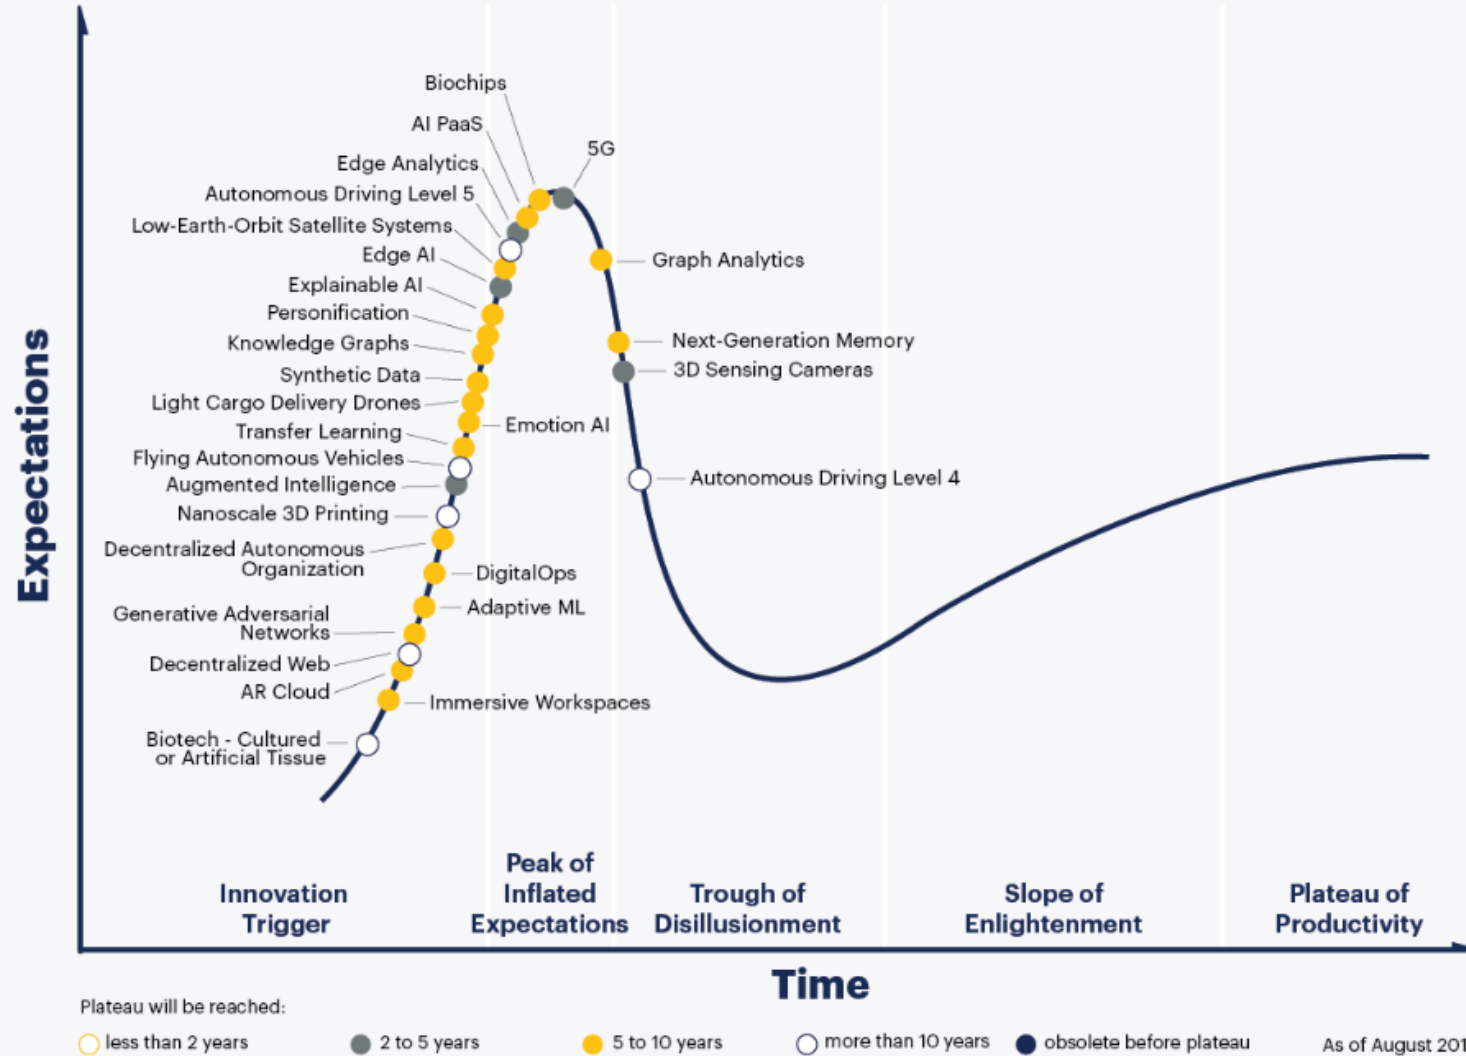 Biochips
AI PaaS
5G
Edge Analytics
Autonomous Driving Level 5
Low-Earth-Orbit Satellite Systems
Edge AI
Graph Analytics
Explainable AI
Personification
Knowledge Graphs
Next-Generation Memory
3D Sensing Cameras
Synthetic Data
Light Cargo Delivery Drones
Emotion AI
Transfer Learning
Flying Autonomous Vehicles
Autonomous Driving Level 4
Augmented Intelligence
Nanoscale 3D Printing
Decentralized Autonomous
Organization
DigitalOps
Adaptive ML
Generative Adversarial
Networks
Decentralized Web
AR Cloud
Immersive Workspaces
Biotech - Cultured
or Artificial Tissue
Expectations
Innovation
Trigger
Peak of
Inflated
Expectations
Trough of
Disillusionment
Slope of
Enlightenment
Plateau of
Productivity
Time
Plateau will be reached:
less than 2 years
2 to 5 years
5 to 10 years
more than 10 years
obsolete before plateau
As of August 201